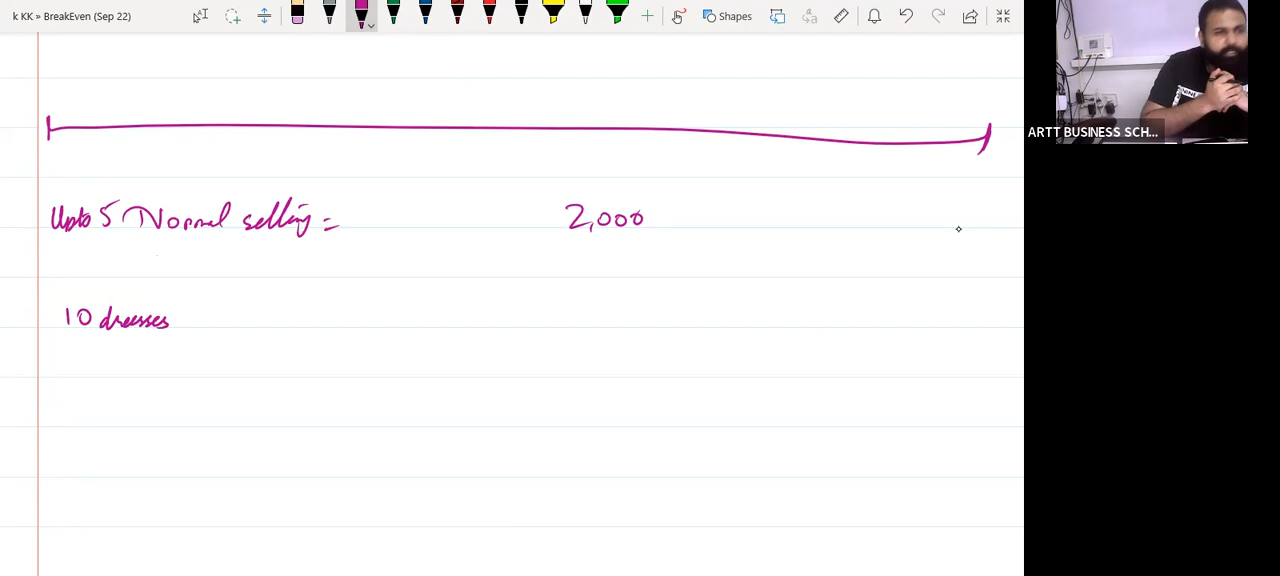 k KK » BreakEven (Sep 22)
Shapes
ARTT BUSINESS SCH...
Upto 5 Normal selling = 2,000
10 dresses